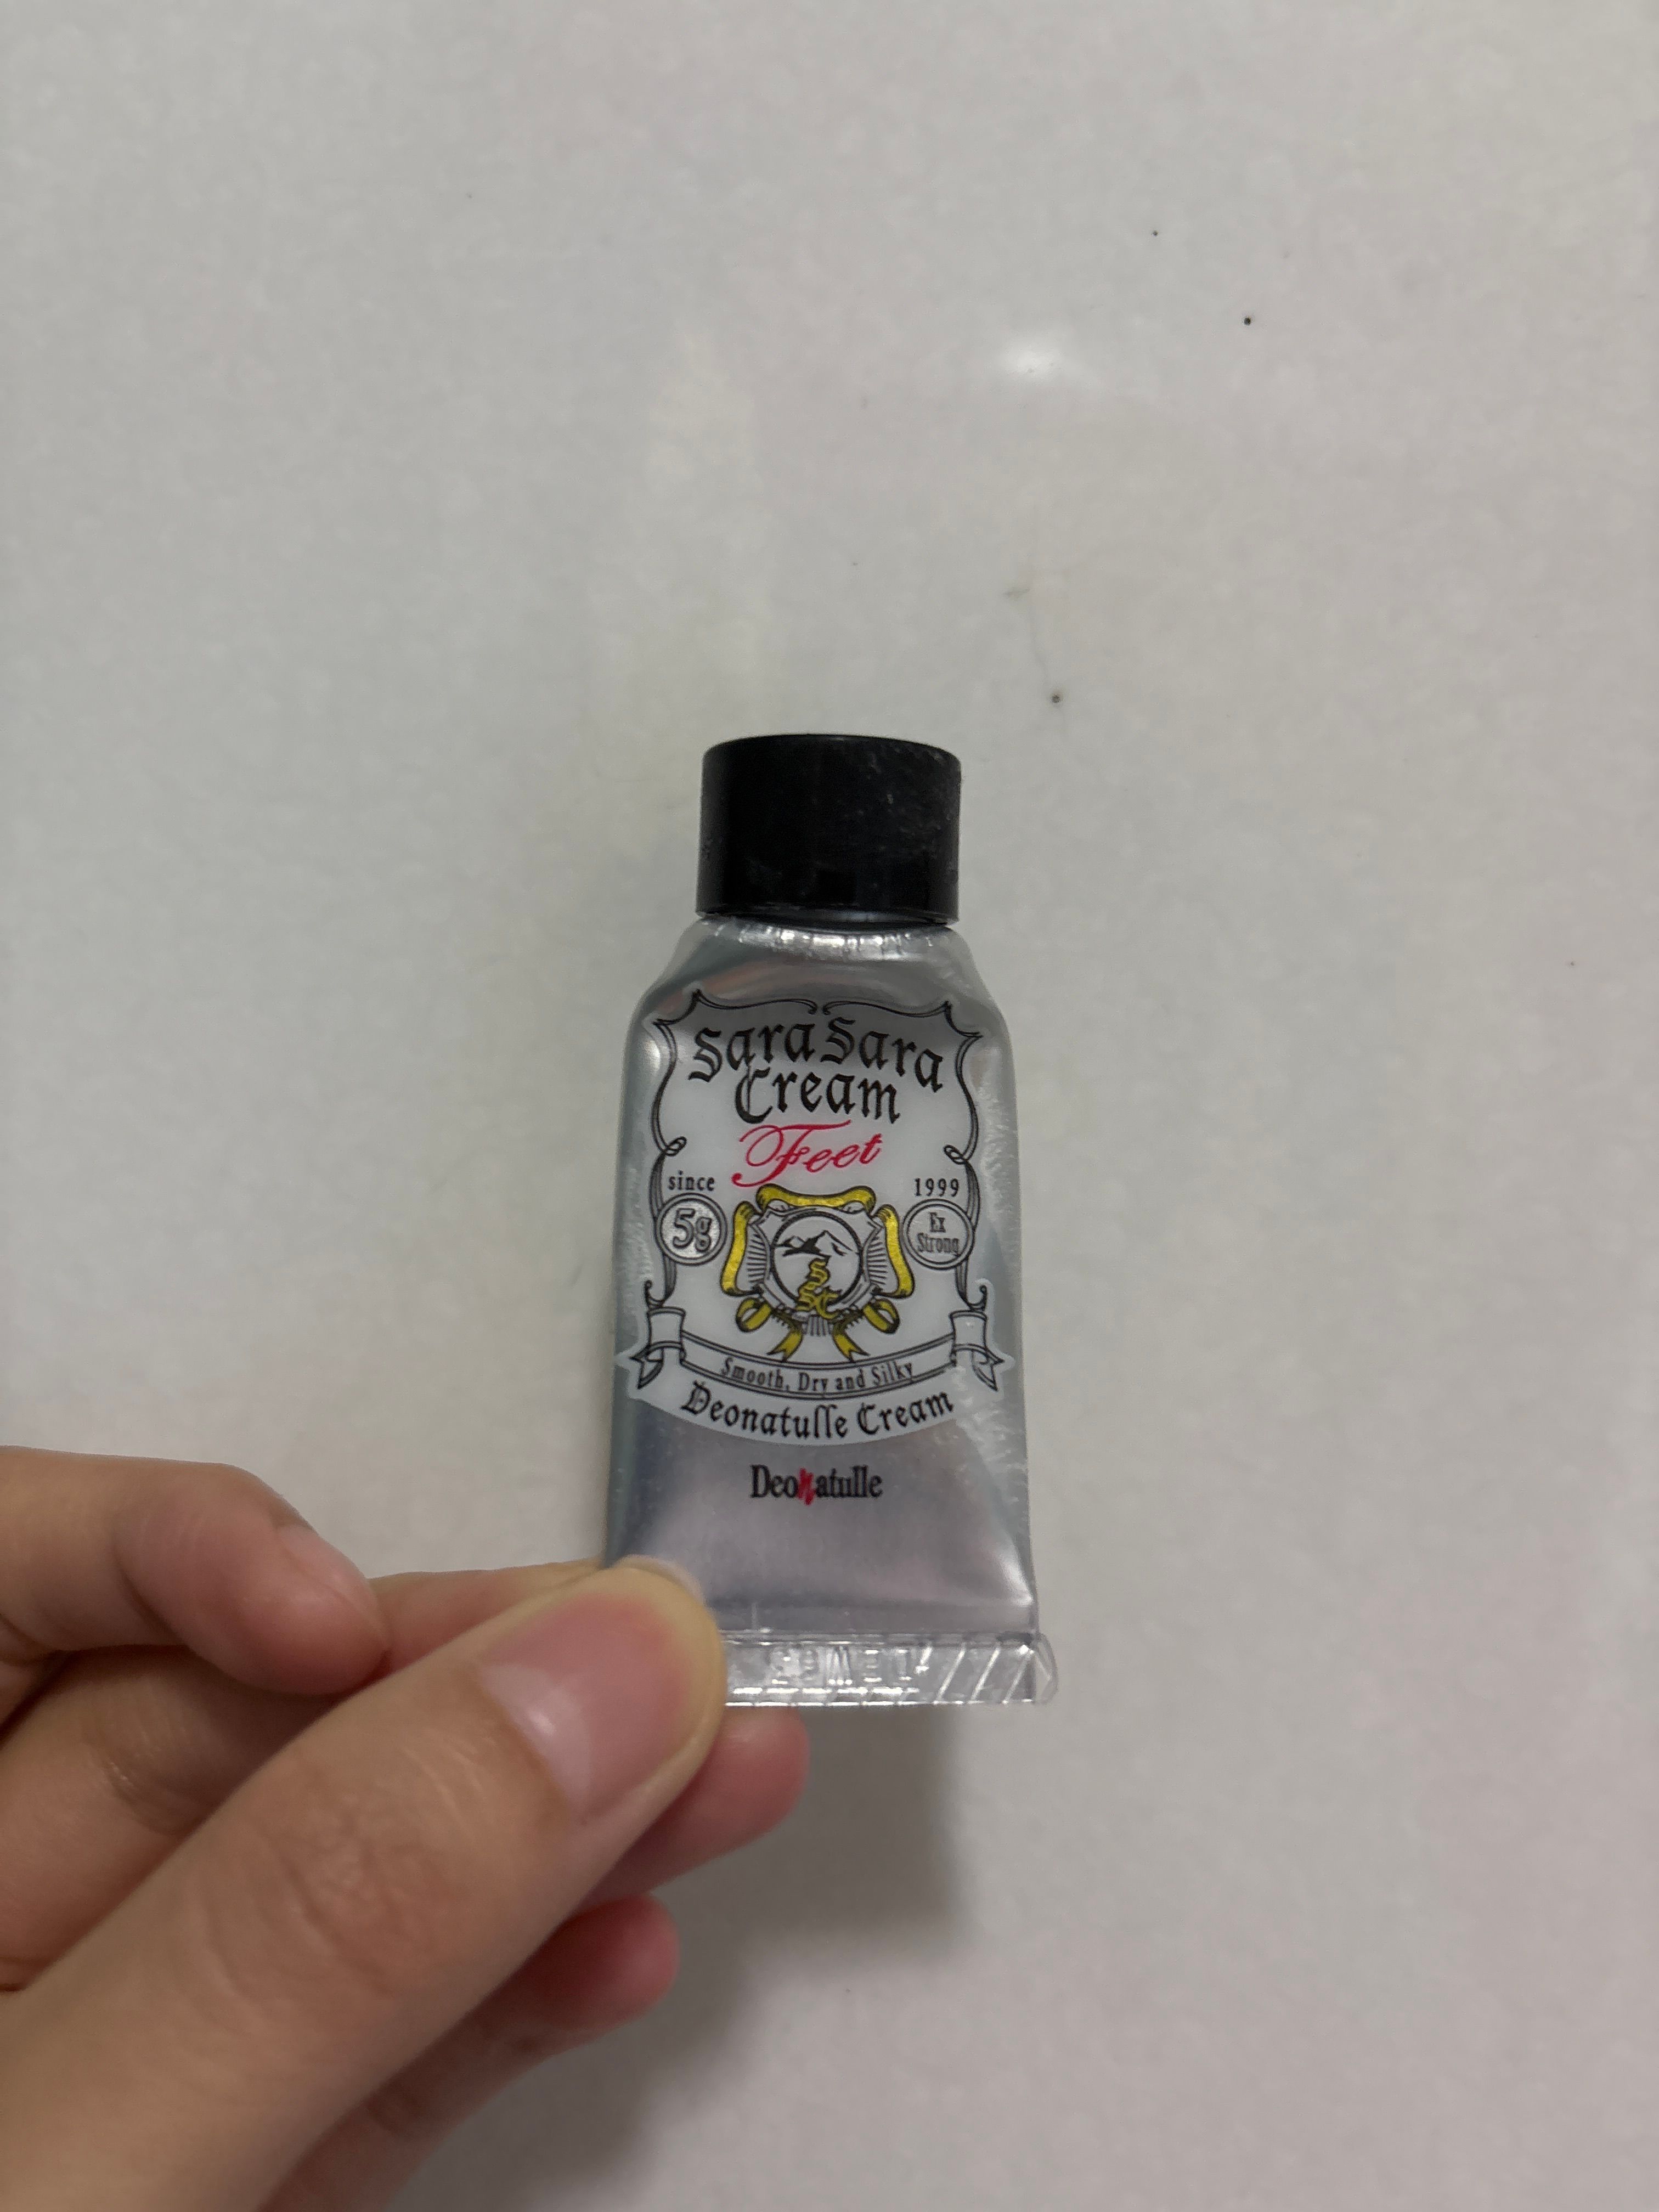 Sara Sara
Cream
Feet
since 1999
5g
Ex
Strong
S
S C
Smooth, Dry and Silky
Deonatulle Cream
DeoNatulle